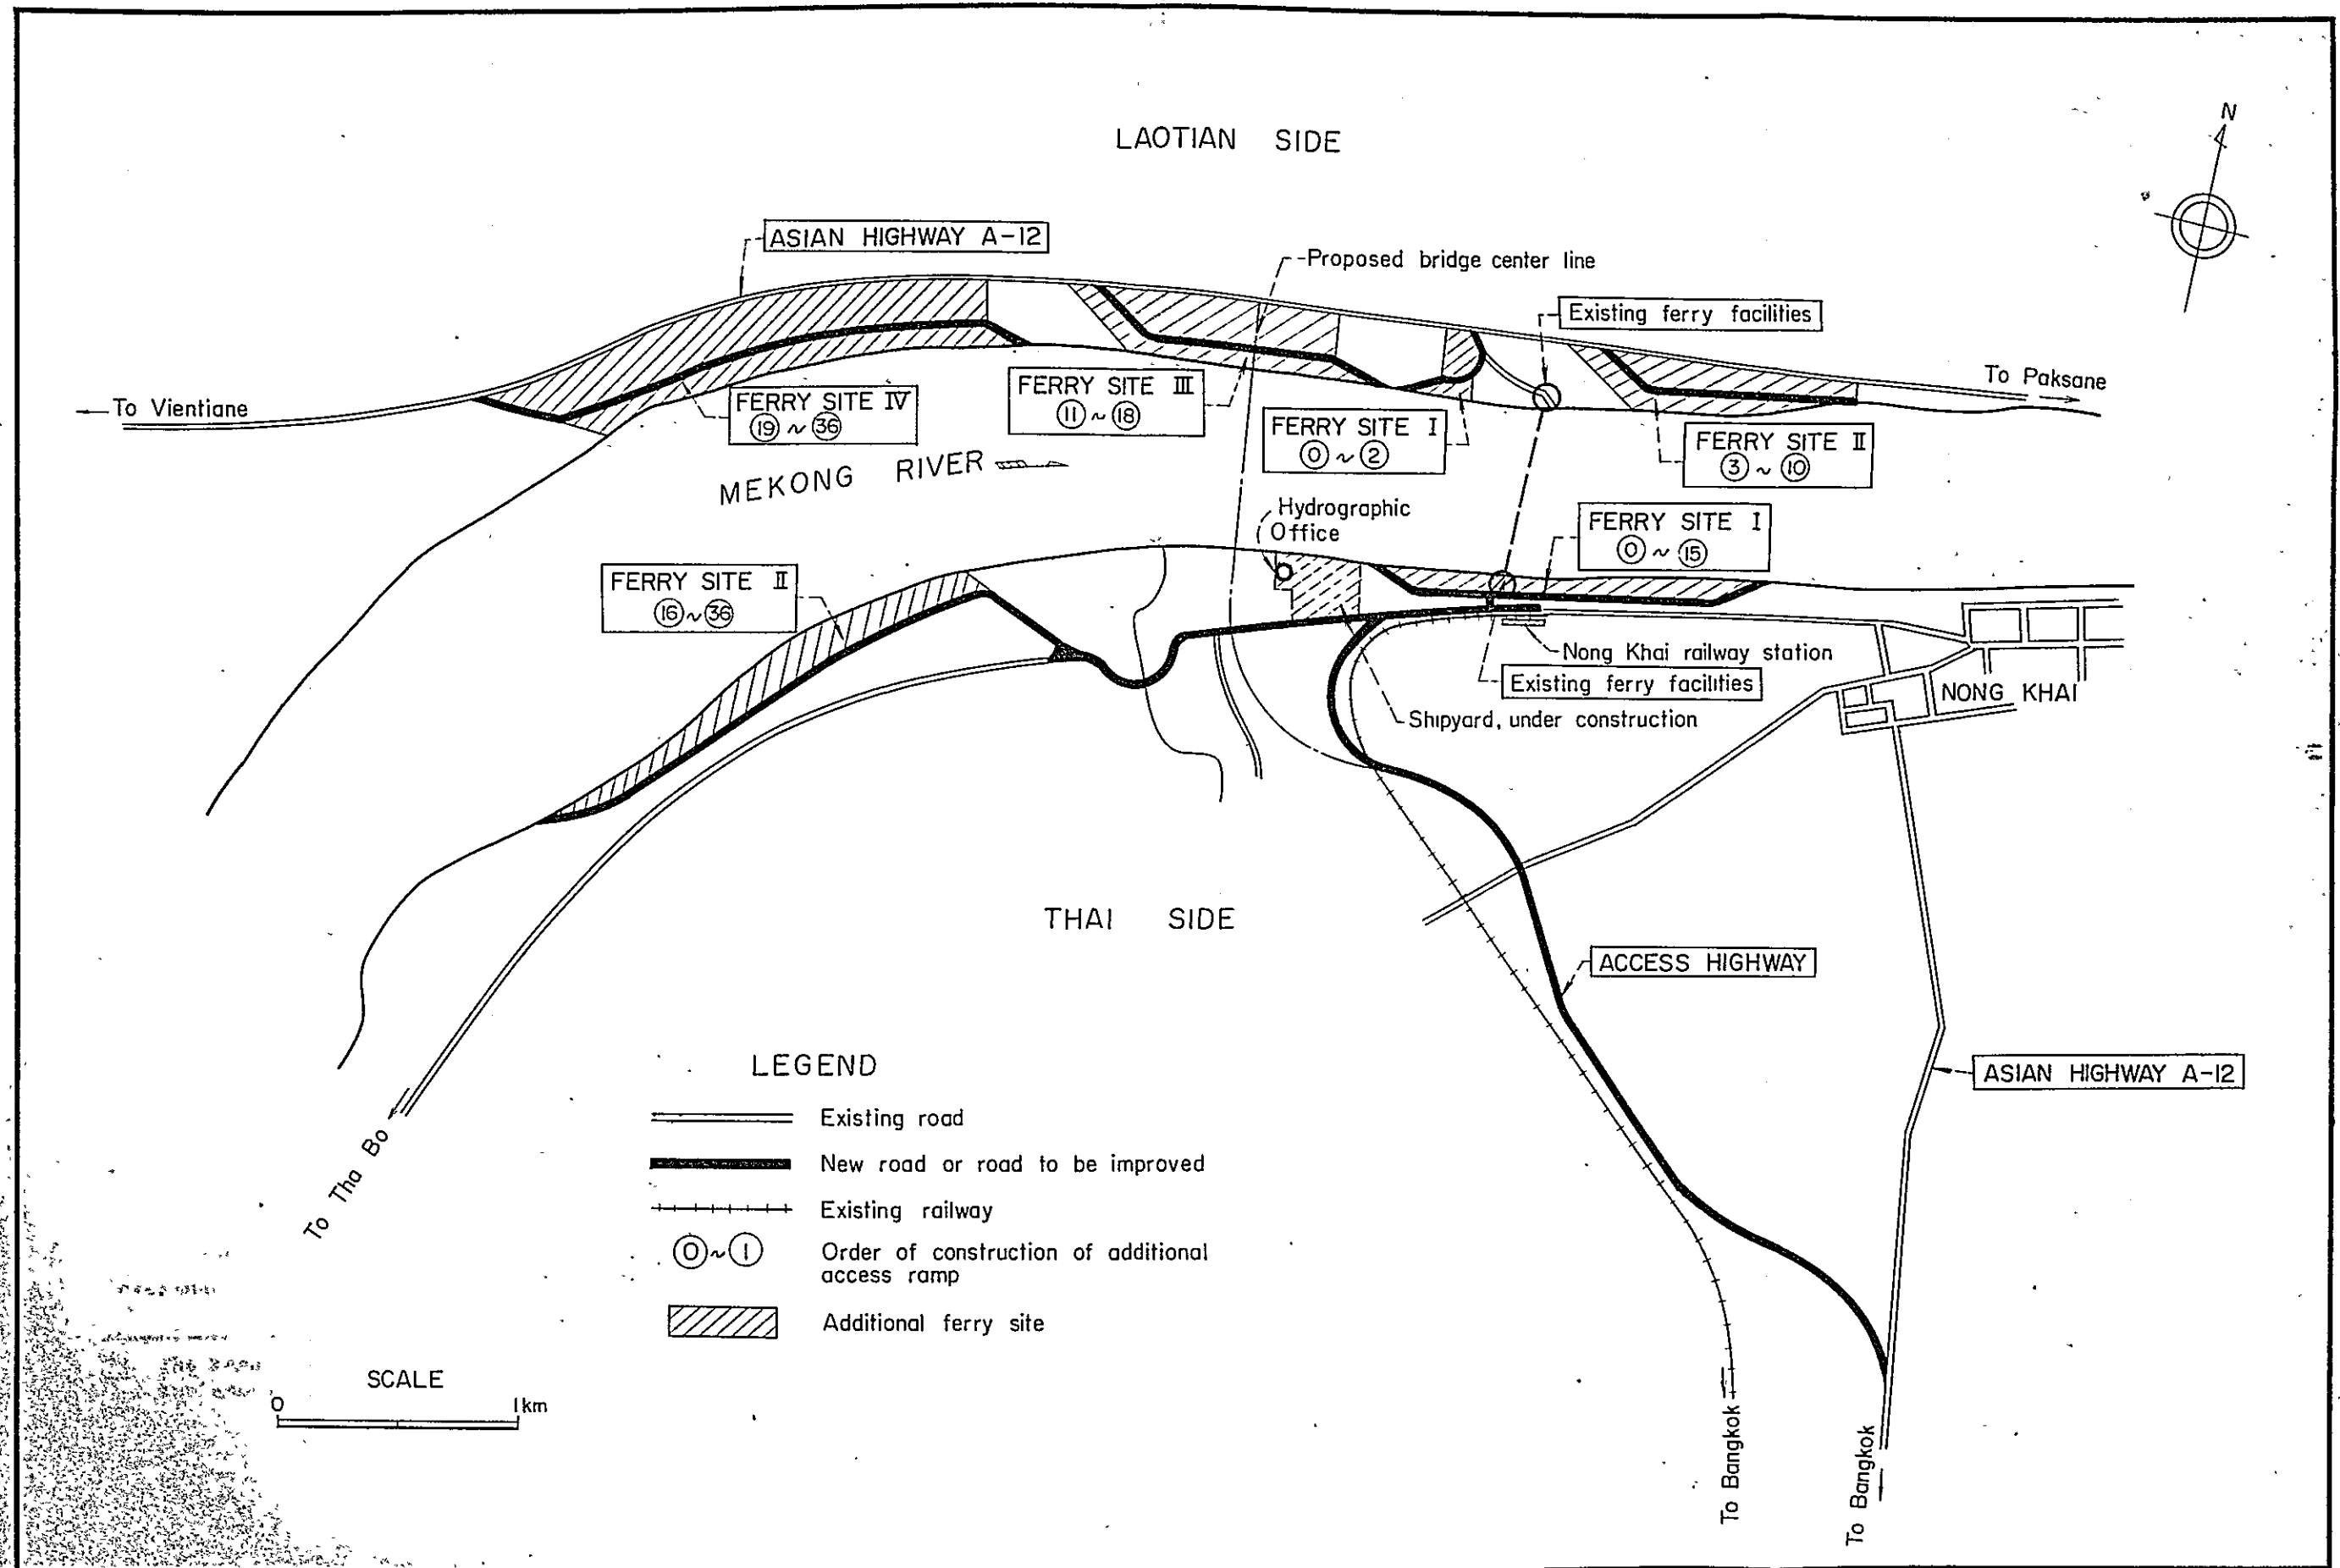 LAOTIAN SIDE
N
ASIAN HIGHWAY A-12
Proposed bridge center line
Existing ferry facilities
To Vientiane
To Paksane
FERRY SITE IV
19 ~ 36
FERRY SITE III
11 ~ 18
FERRY SITE I
0 ~ 2
FERRY SITE II
3 ~ 10
MEKONG RIVER
Hydrographic
Office
FERRY SITE I
0 ~ 15
FERRY SITE II
16 ~ 36
Nong Khai railway station
Existing ferry facilities
NONG KHAI
Shipyard, under construction
THAI SIDE
ACCESS HIGHWAY
ASIAN HIGHWAY A-12
To Tha Bo
LEGEND
Existing road
New road or road to be improved
Existing railway
0 ~ 1 Order of construction of additional
access ramp
Additional ferry site
SCALE
0 1km
To Bangkok
To Bangkok